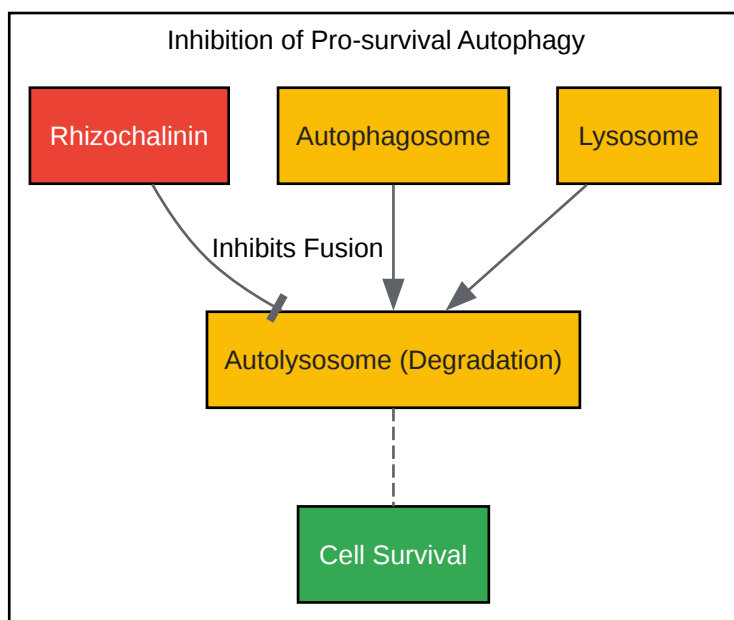 Inhibition of Pro-survival Autophagy
Rhizochalinin
Autophagosome
Lysosome
Inhibits Fusion
Autolysosome (Degradation)
Cell Survival